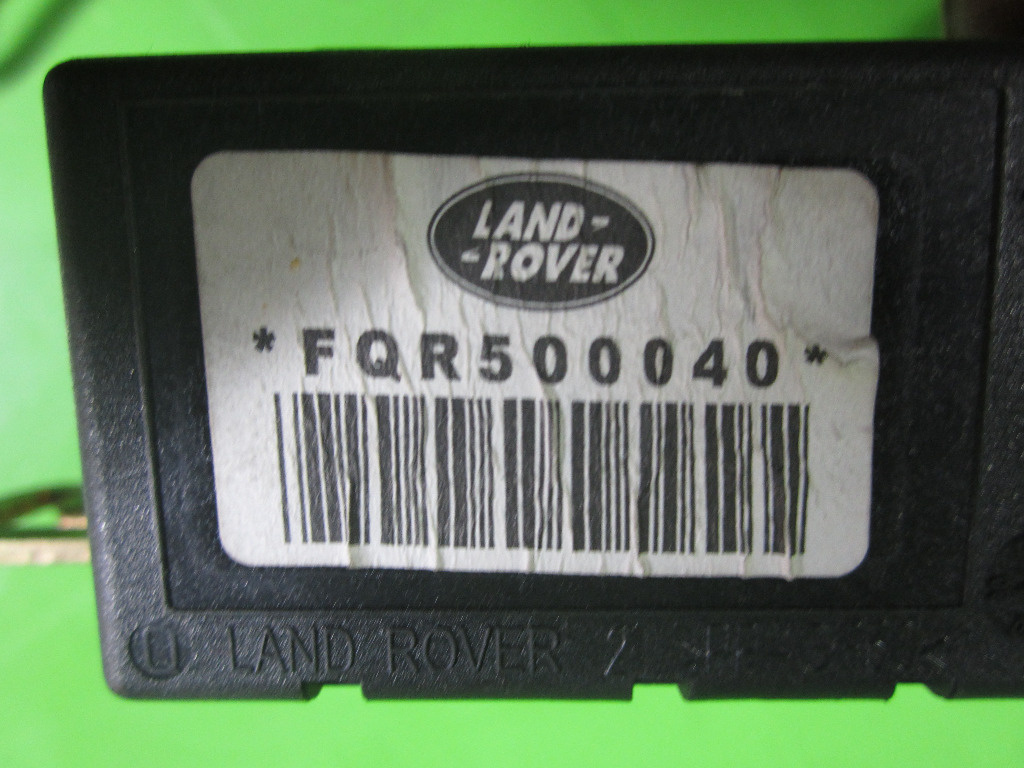 LAND-
-ROVER
*FQR500040*
LAND ROVER